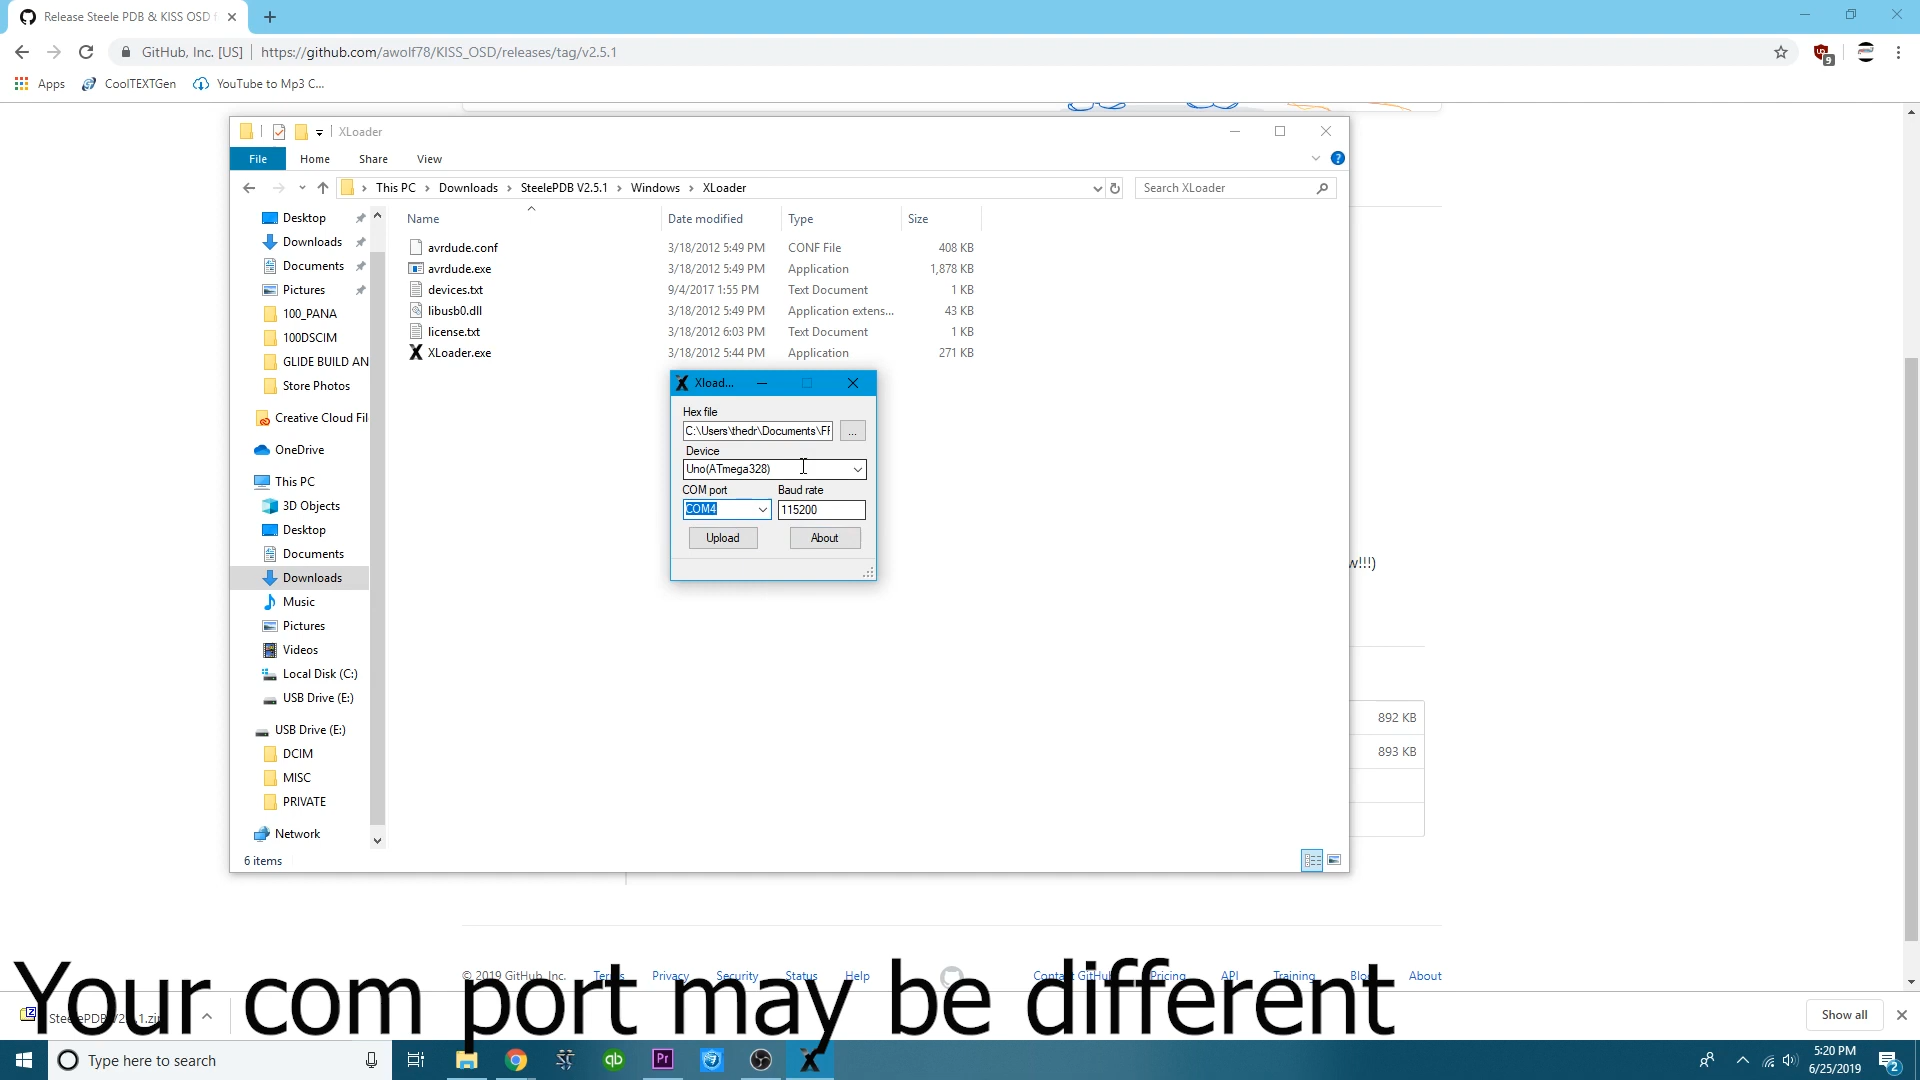 Release Steele PDB & KISS OSD f
GitHub, Inc. [US]
https://github.com/awolf78/KISS_OSD/releases/tag/v2.5.1
9
Apps
CoolTEXTGen
YouTube to Mp3 C...
XLoader
File
Home
Share
View
?
This PC
Downloads
SteelePDB V2.5.1
Windows
XLoader
Search XLoader
Name
Date modified
Type
Size
avrdude.conf 3/18/2012 5:49 PM CONF File 408 KB
avrdude.exe 3/18/2012 5:49 PM Application 1,878 KB
devices.txt 9/4/2017 1:55 PM Text Document 1 KB
libusb0.dll 3/18/2012 5:49 PM Application extens... 43 KB
license.txt 3/18/2012 6:03 PM Text Document 1 KB
XLoader.exe 3/18/2012 5:44 PM Application 271 KB
Desktop
Downloads
Documents
Pictures
100_PANA
100DSCIM
GLIDE BUILD AN
Store Photos
Creative Cloud Fil
OneDrive
This PC
3D Objects
Desktop
Documents
Downloads
Music
Pictures
Videos
Local Disk (C:)
USB Drive (E:)
USB Drive (E:)
DCIM
MISC
PRIVATE
Network
6 items
Xload...
Hex file
C:\Users\thedr\Documents\FF
...
Device
Uno(ATmega328)
COM port
Baud rate
COM4
115200
Upload
About
w!!!)
892 KB
893 KB
© 2019 GitHub, Inc.
Terms
Privacy
Security
Status
Help
Contact GitHub
Pricing
API
Training
Blog
About
Your com port may be different
Show all
Type here to search
qb
Pr
5:20 PM
6/25/2019
2